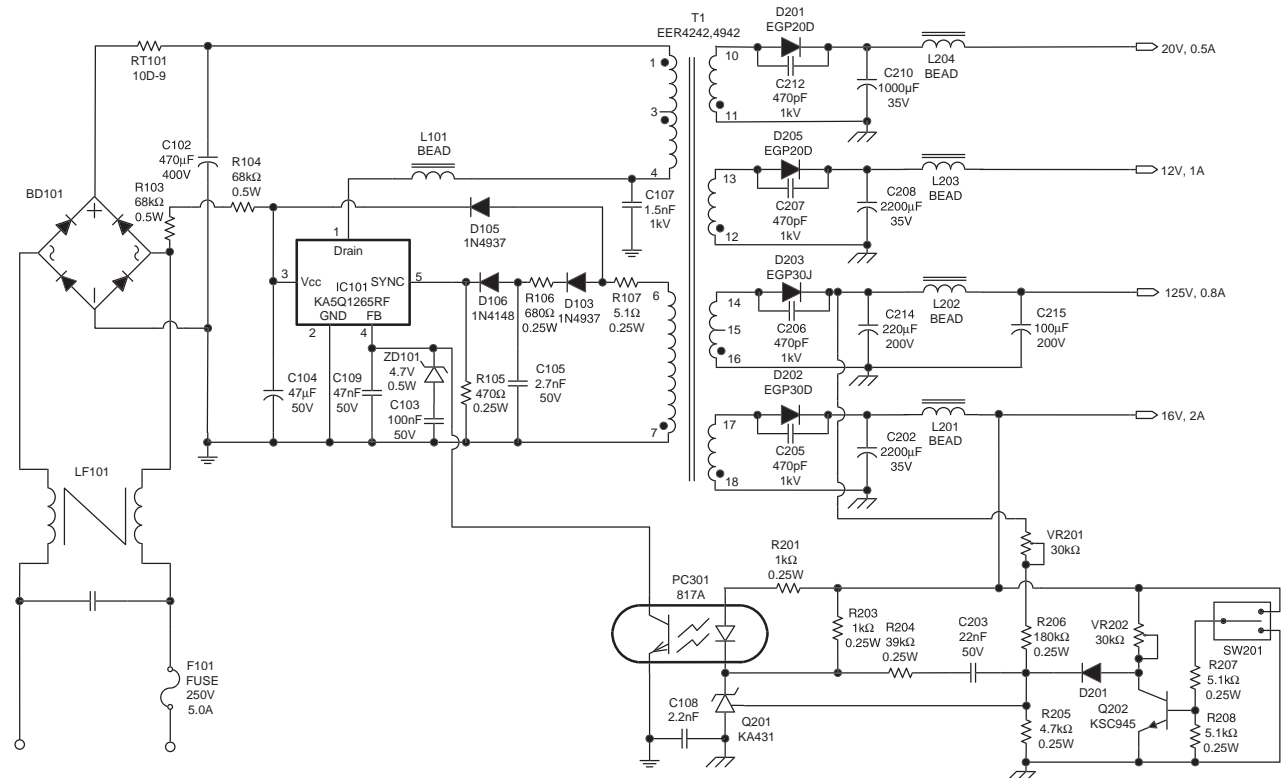 T1
EER4242,4942
D201
EGP20D
RT101
10D-9
1
3
4
10
11
C212
470pF
1kV
C210
1000µF
35V
L204
BEAD
20V, 0.5A
C102
470µF
400V
R104
68kΩ
0.5W
R103
68kΩ
0.5W
BD101
L101
BEAD
C107
1.5nF
1kV
D205
EGP20D
13
12
C207
470pF
1kV
C208
2200µF
35V
L203
BEAD
12V, 1A
D105
1N4937
1
Drain
3
Vcc
SYNC
5
IC101
KA5Q1265RF
GND
FB
2
4
D106
1N4148
R106
680Ω
0.25W
D103
1N4937
R107
5.1Ω
0.25W
6
7
D203
EGP30J
14
15
16
C206
470pF
1kV
C214
220µF
200V
L202
BEAD
C215
100µF
200V
125V, 0.8A
C104
47µF
50V
C109
47nF
50V
ZD101
4.7V
0.5W
C103
100nF
50V
R105
470Ω
0.25W
C105
2.7nF
50V
D202
EGP30D
17
18
C205
470pF
1kV
C202
2200µF
35V
L201
BEAD
16V, 2A
LF101
F101
FUSE
250V
5.0A
PC301
817A
R201
1kΩ
0.25W
R203
1kΩ
0.25W
R204
39kΩ
0.25W
C203
22nF
50V
VR201
30kΩ
R206
180kΩ
0.25W
VR202
30kΩ
SW201
D201
R207
5.1kΩ
0.25W
C108
2.2nF
Q201
KA431
R205
4.7kΩ
0.25W
Q202
KSC945
R208
5.1kΩ
0.25W